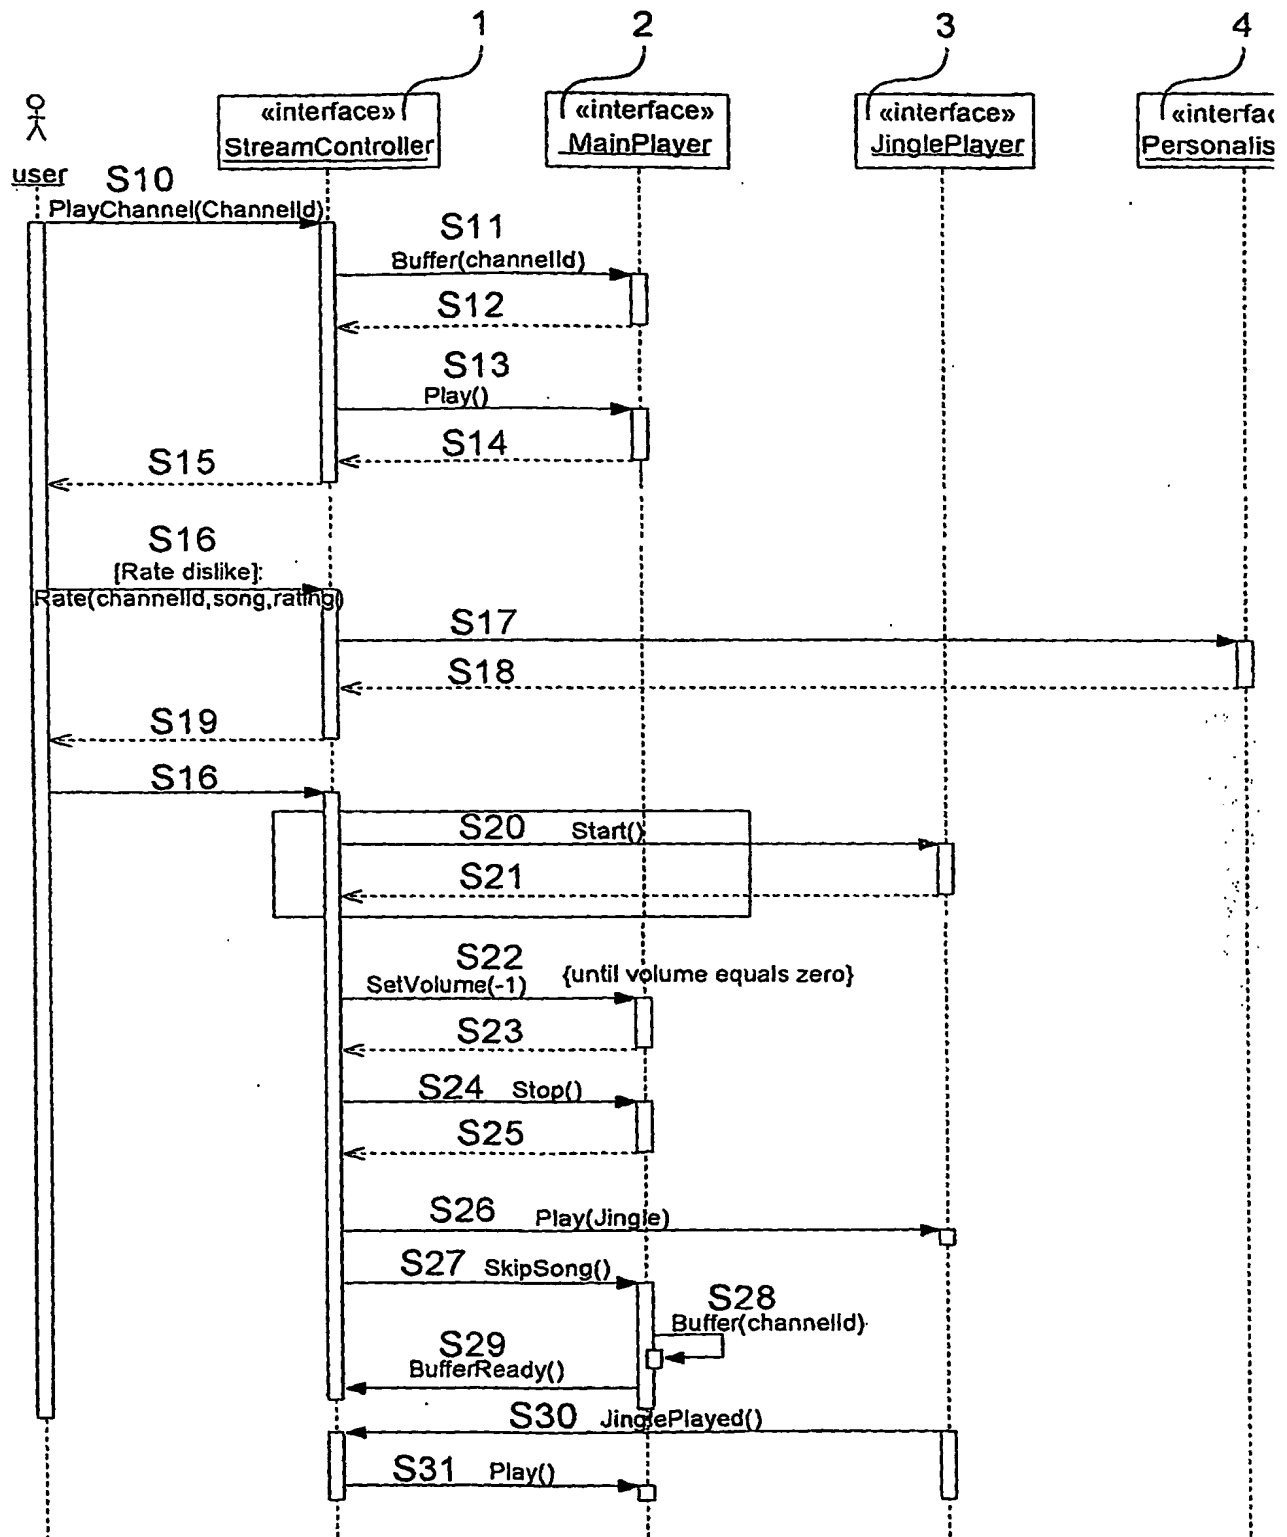 1 2 3 4
«interface» «interface» «interface» «interfac
StreamController MainPlayer JinglePlayer Personalis
user
S10
PlayChannel(ChannelId)
S11
Buffer(channelId)
S12
S13
Play()
S14
S15
S16
[Rate dislike]:
Rate(channelId,song,rating)
S17
S18
S19
S16
S20 Start()
S21
S22
SetVolume(-1) {until volume equals zero}
S23
S24 Stop()
S25
S26 Play(Jingle)
S27 SkipSong()
S28
Buffer(channelId)
S29
BufferReady()
S30 JinglePlayed()
S31 Play()